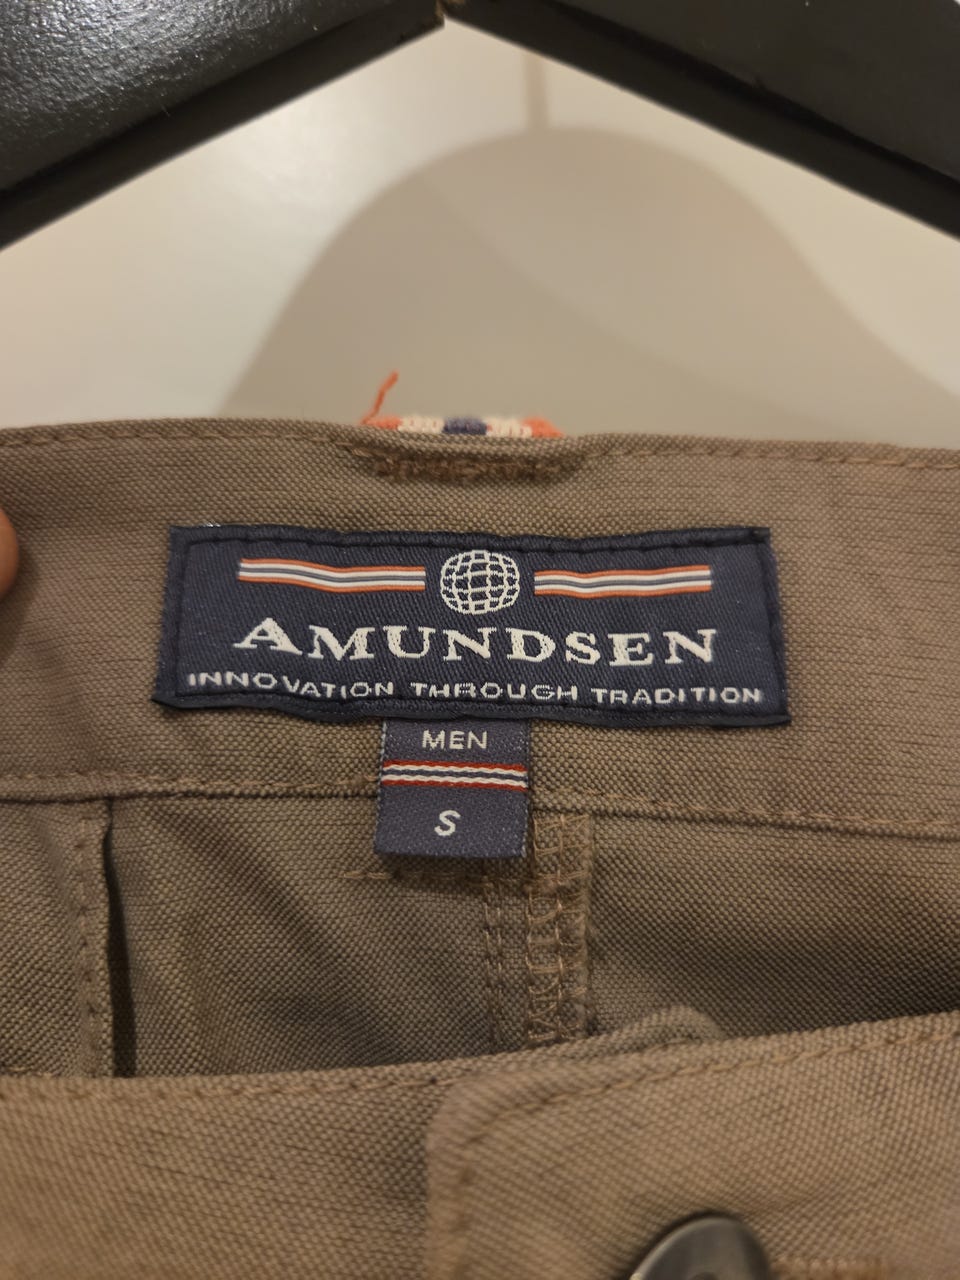 AMUNDSEN
INNOVATION THROUGH TRADITION
MEN
S